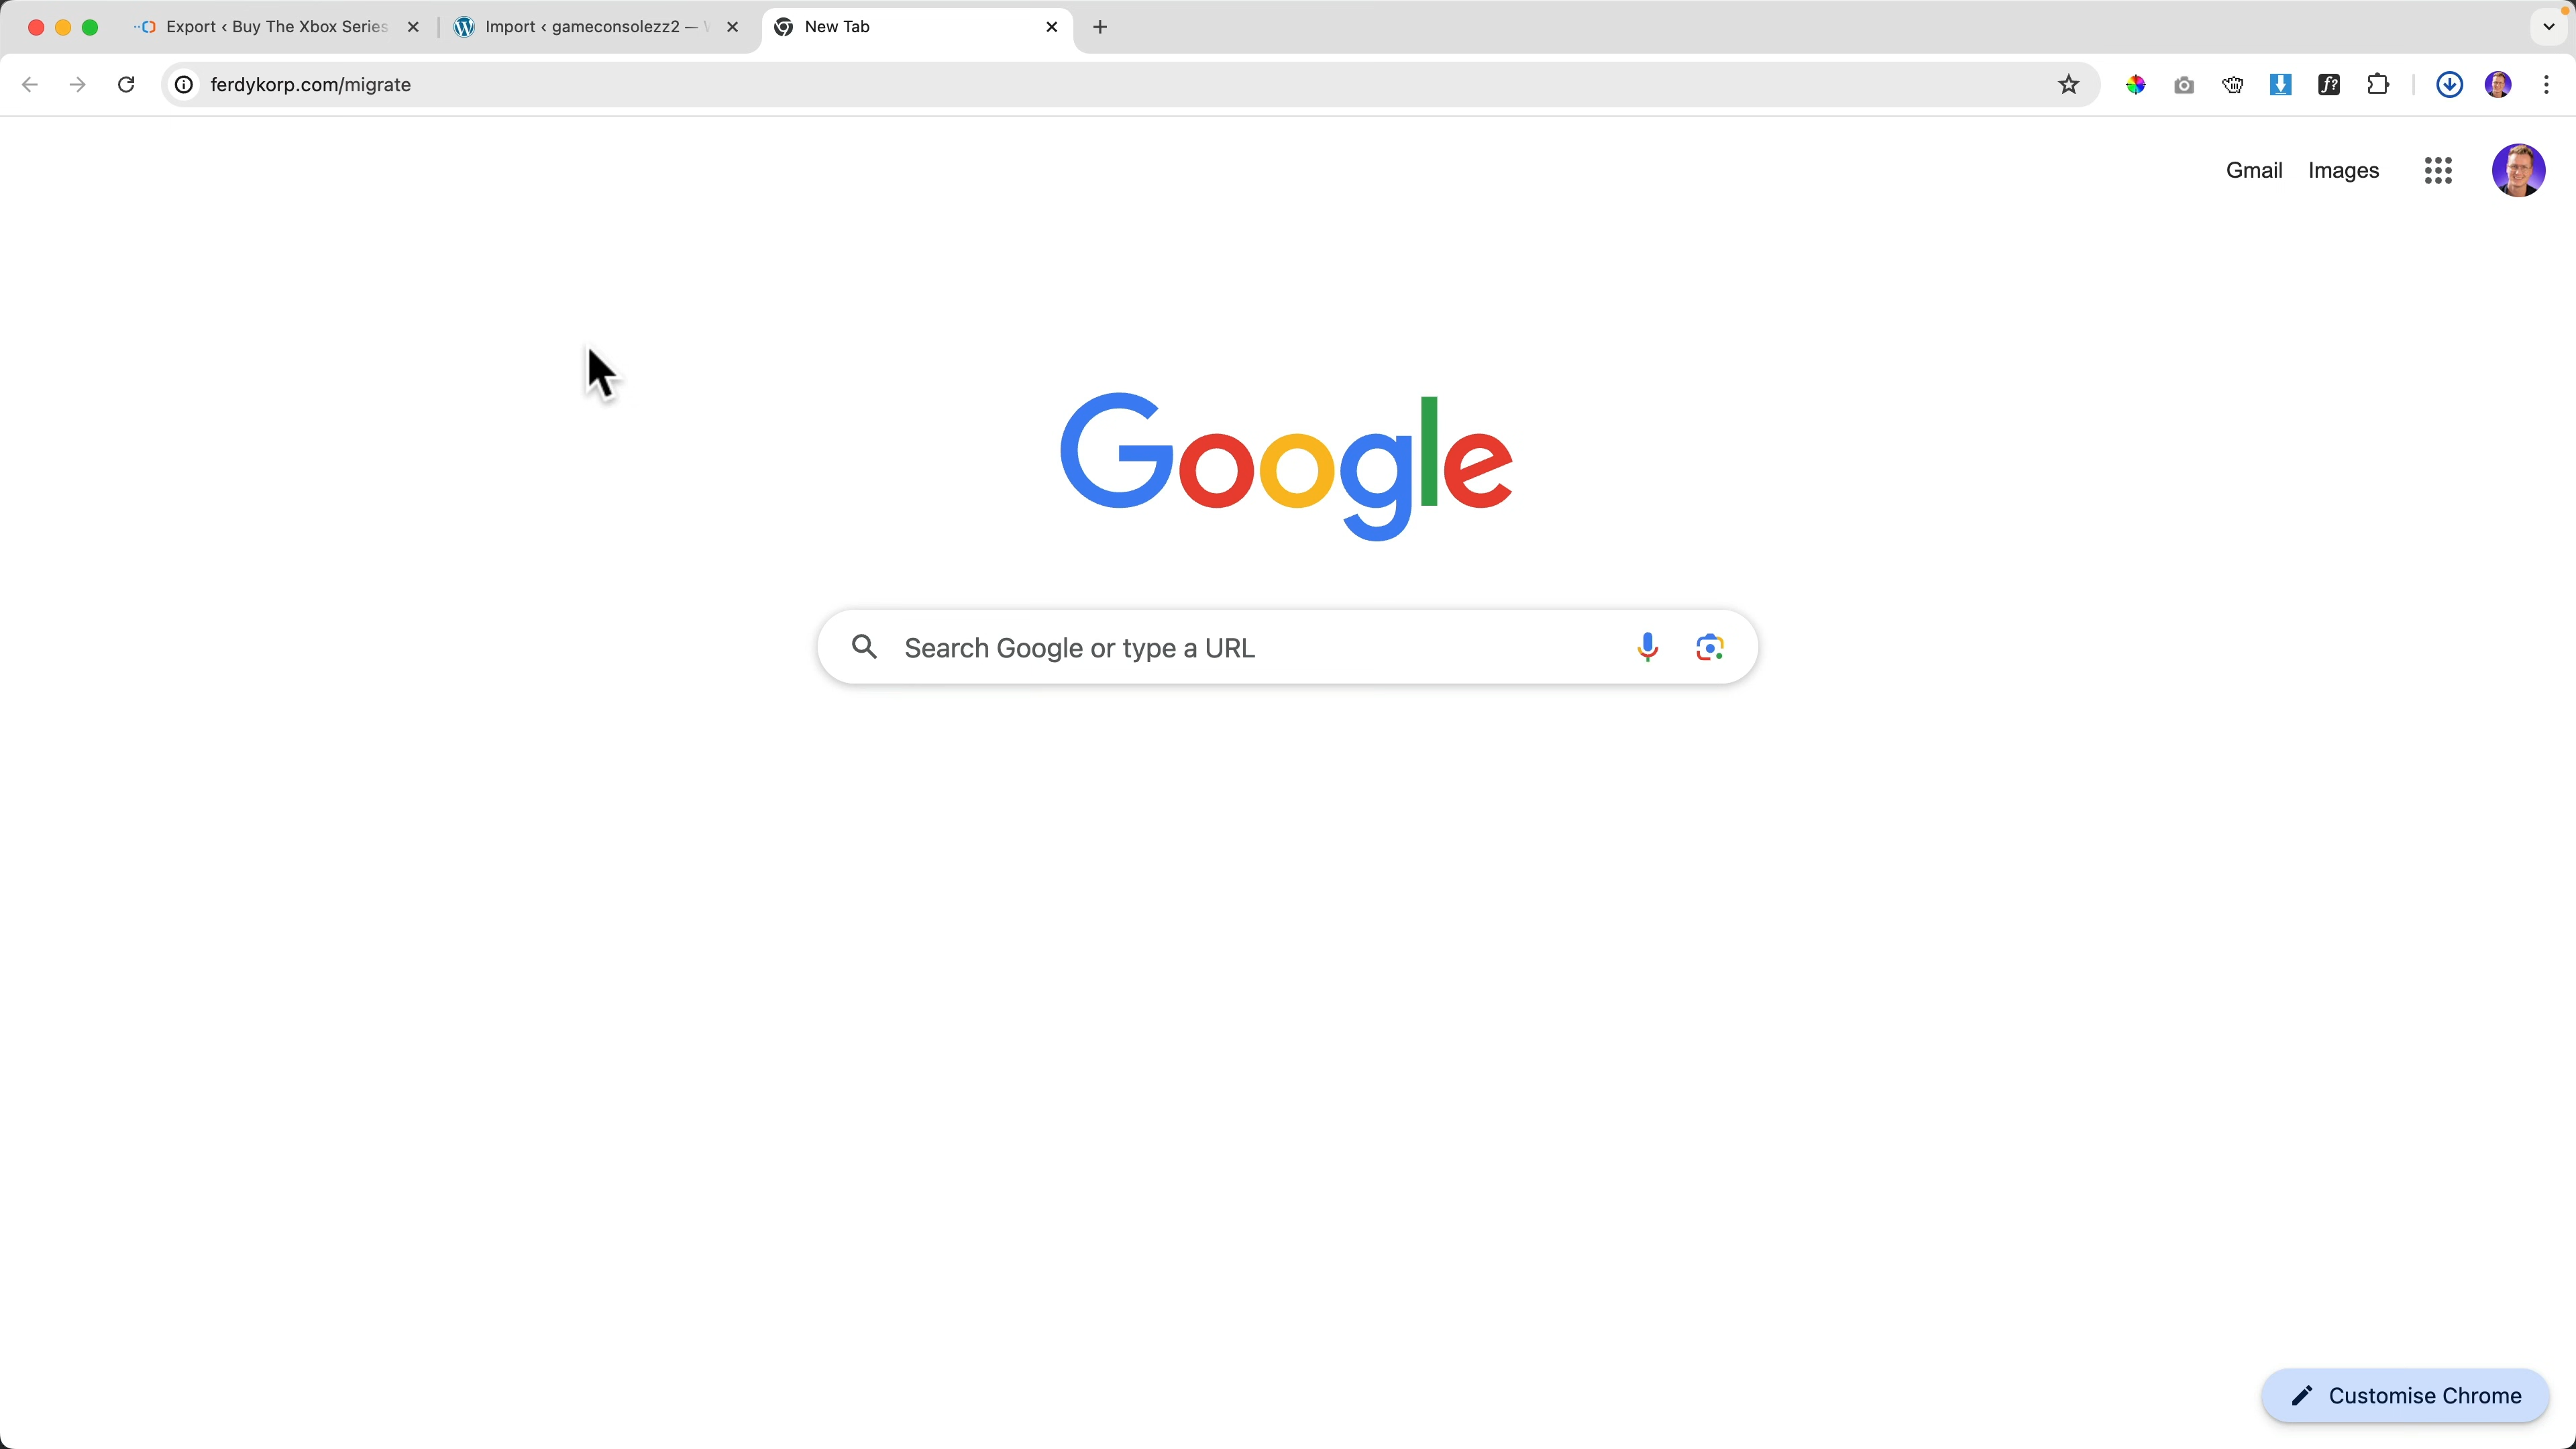 Export ‹ Buy The Xbox Series
Import ‹ gameconsolezz2 —
New Tab
ferdykorp.com/migrate
f?
Gmail
Images
Google
Search Google or type a URL
Customise Chrome